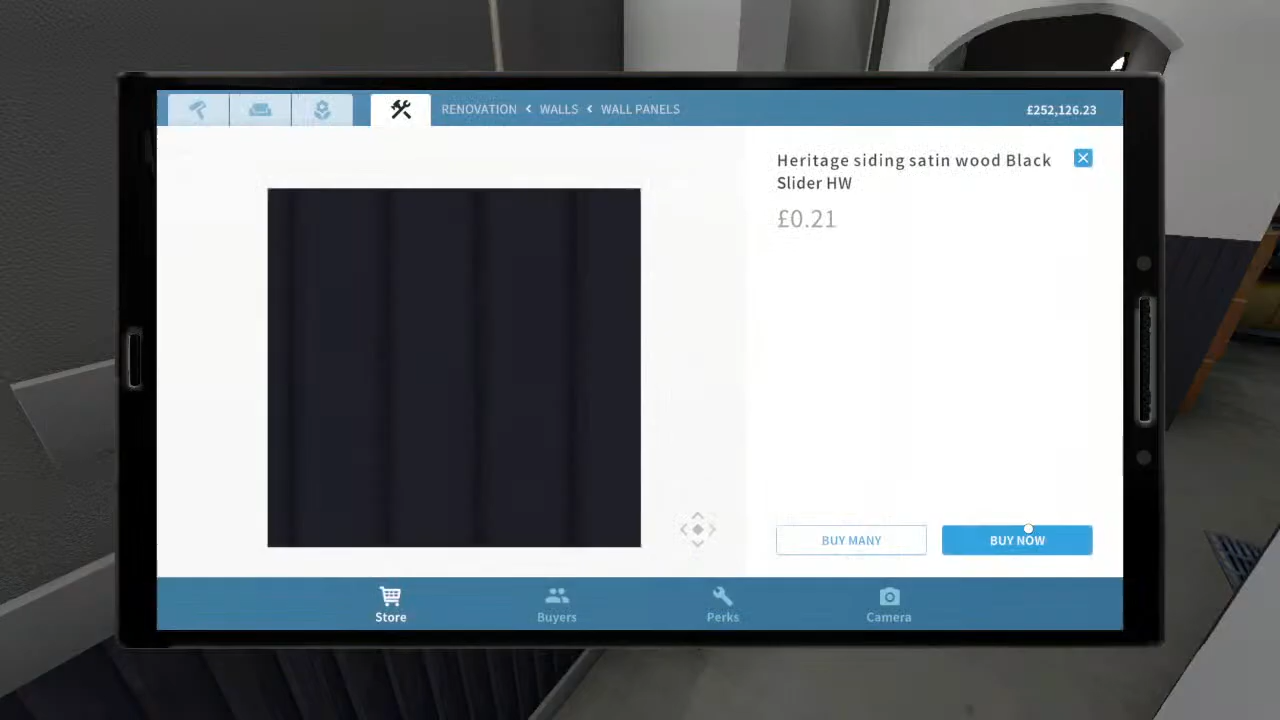 RENOVATION < WALLS < WALL PANELS
£252,126.23
Heritage siding satin wood Black
Slider HW
£0.21
BUY MANY
BUY NOW
Store
Buyers
Perks
Camera